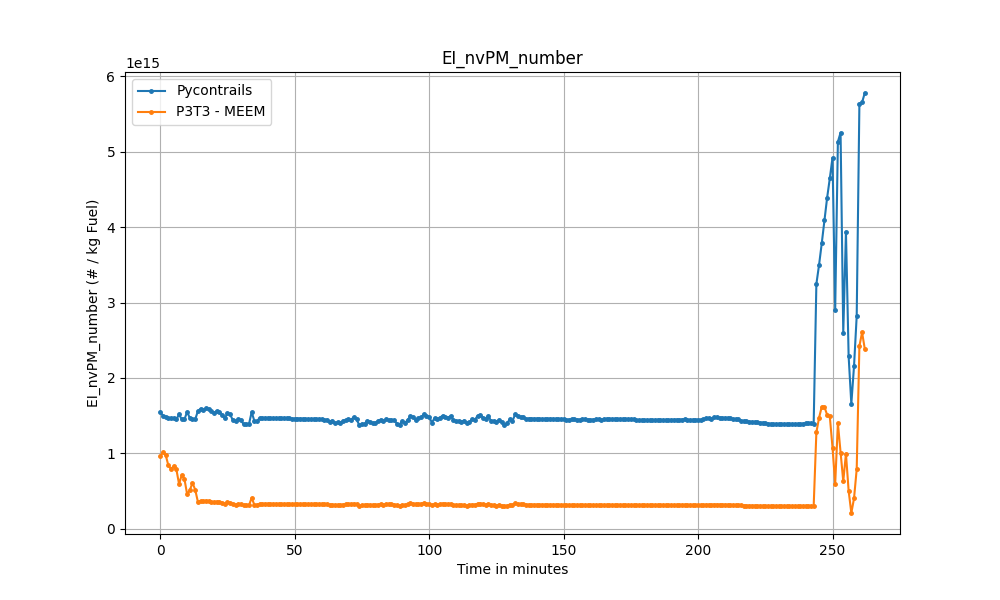 EI_nvPM_number
1e15
Pycontrails
P3T3 - MEEM
6
5
4
3
2
1
0
EI_nvPM_number (# / kg Fuel)
0
50
100
150
200
250
Time in minutes